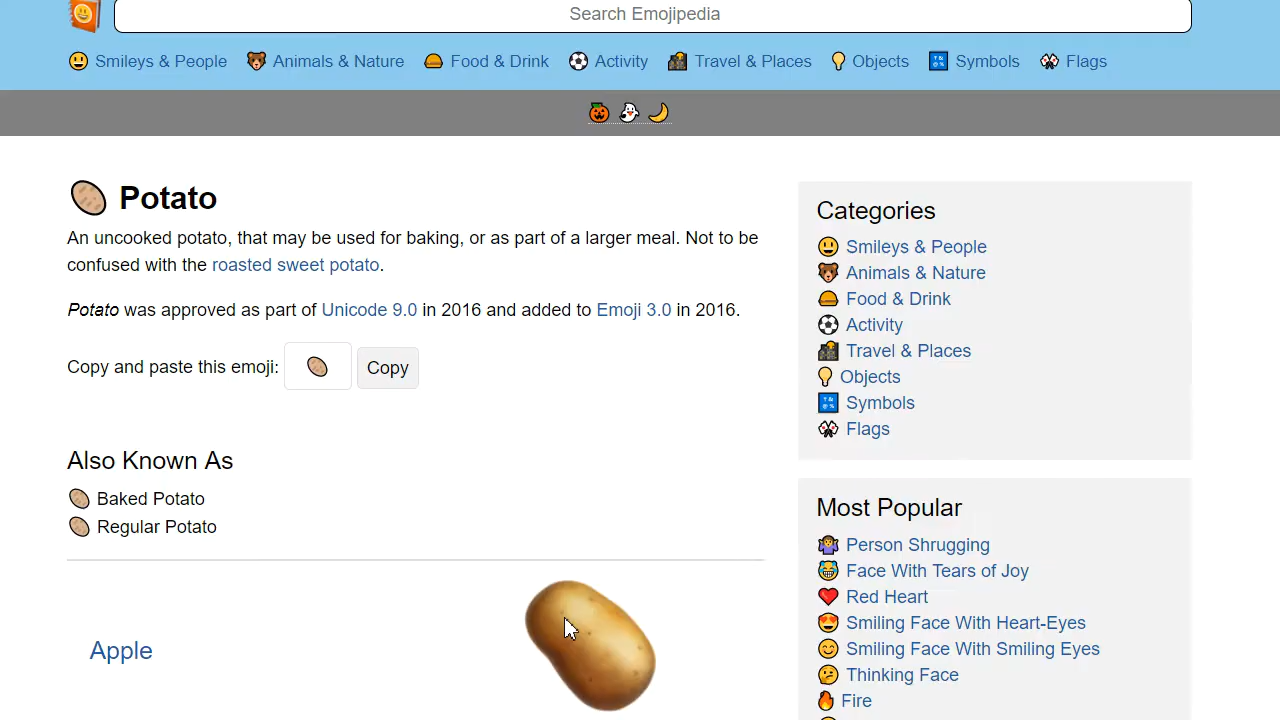 Search Emojipedia
Smileys & People Animals & Nature Food & Drink Activity Travel & Places Objects Symbols Flags
Potato
An uncooked potato, that may be used for baking, or as part of a larger meal. Not to be
confused with the roasted sweet potato.
Potato was approved as part of Unicode 9.0 in 2016 and added to Emoji 3.0 in 2016.
Copy and paste this emoji: Copy
Also Known As
Baked Potato
Regular Potato
Apple
Categories
Smileys & People
Animals & Nature
Food & Drink
Activity
Travel & Places
Objects
Symbols
Flags
Most Popular
Person Shrugging
Face With Tears of Joy
Red Heart
Smiling Face With Heart-Eyes
Smiling Face With Smiling Eyes
Thinking Face
Fire